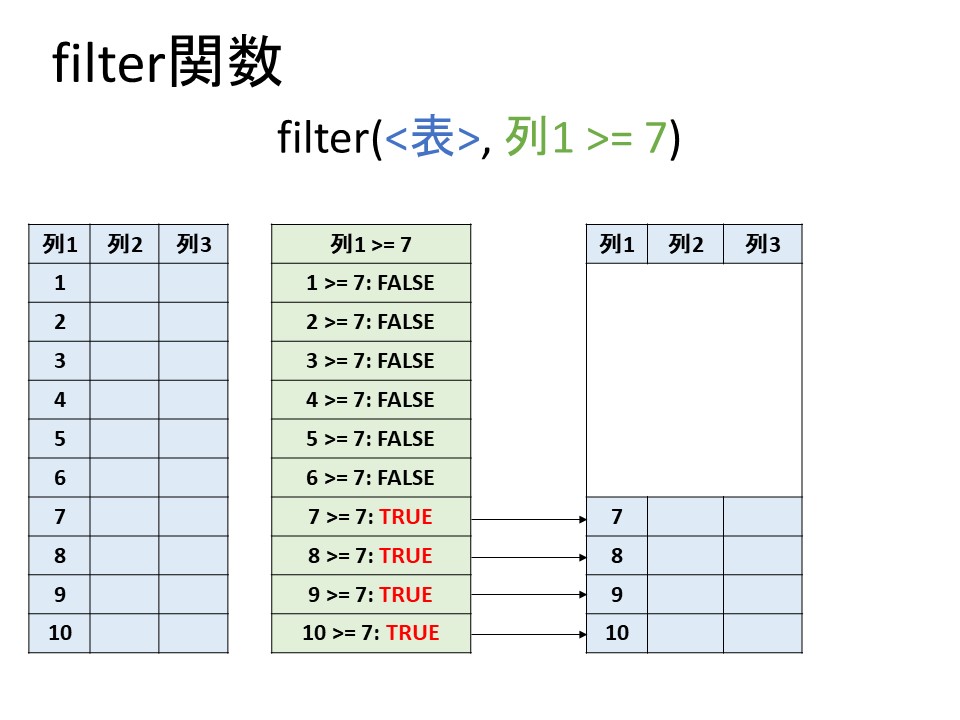 filter関数
filter(<表>, 列1 >= 7)
列1 列2 列3 列1 >= 7 列1 列2 列3
1 1 >= 7: FALSE
2 2 >= 7: FALSE
3 3 >= 7: FALSE
4 4 >= 7: FALSE
5 5 >= 7: FALSE
6 6 >= 7: FALSE
7 7 >= 7: TRUE 7
8 8 >= 7: TRUE 8
9 9 >= 7: TRUE 9
10 10 >= 7: TRUE 10